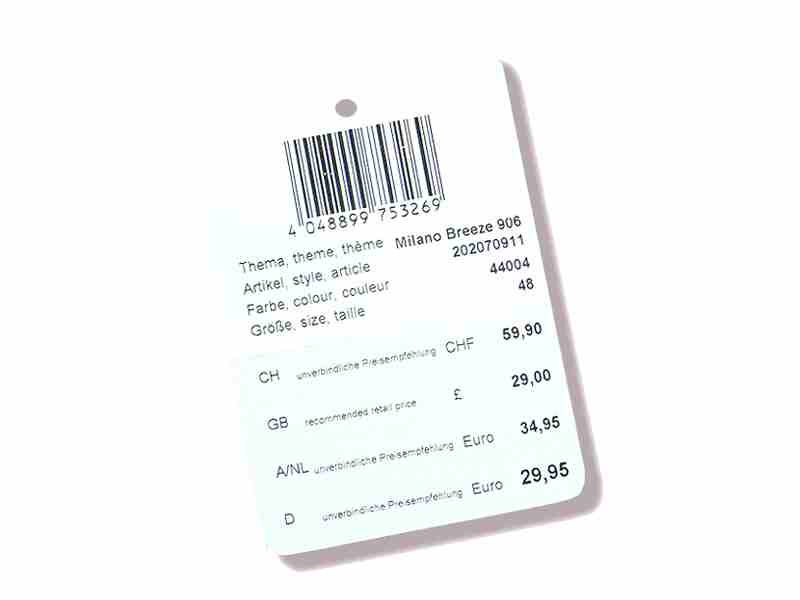 4 048899 753269
Thema, theme, thème Milano Breeze 906
Artikel, style, article 202070911
Farbe, colour, couleur 44004
Größe, size, taille 48
CH unverbindliche Preisempfehlung CHF 59,90
GB recommended retail price £ 29,00
A/NL unverbindliche Preisempfehlung Euro 34,95
D unverbindliche Preisempfehlung Euro 29,95